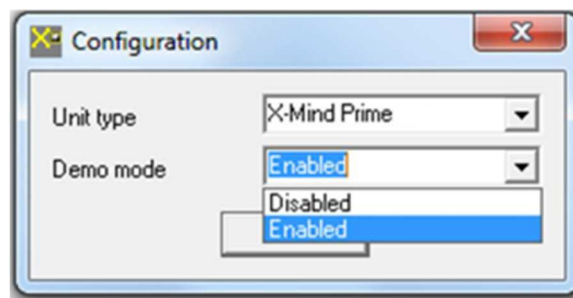 Configuration
Unit type
X-Mind Prime
Demo mode
Enabled
Disabled
Enabled